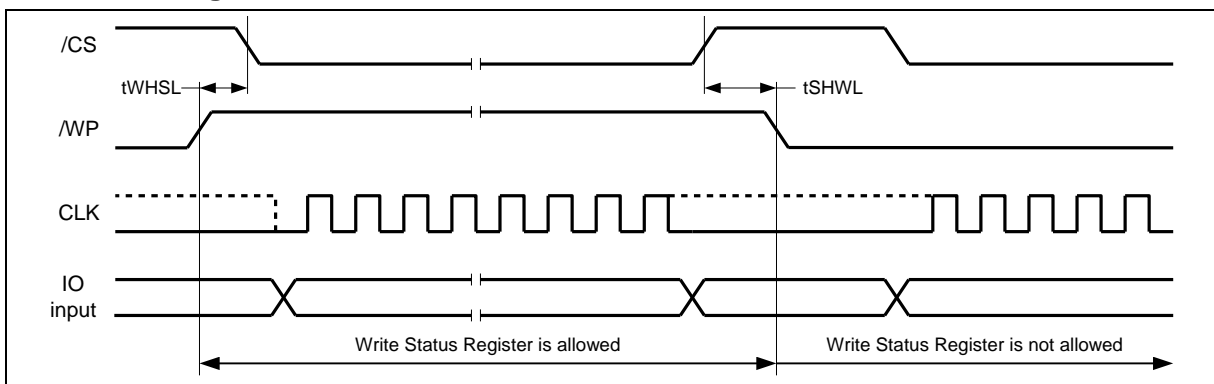 /CS
tWHSL
tSHWL
/WP
CLK
IO
input
Write Status Register is allowed
Write Status Register is not allowed